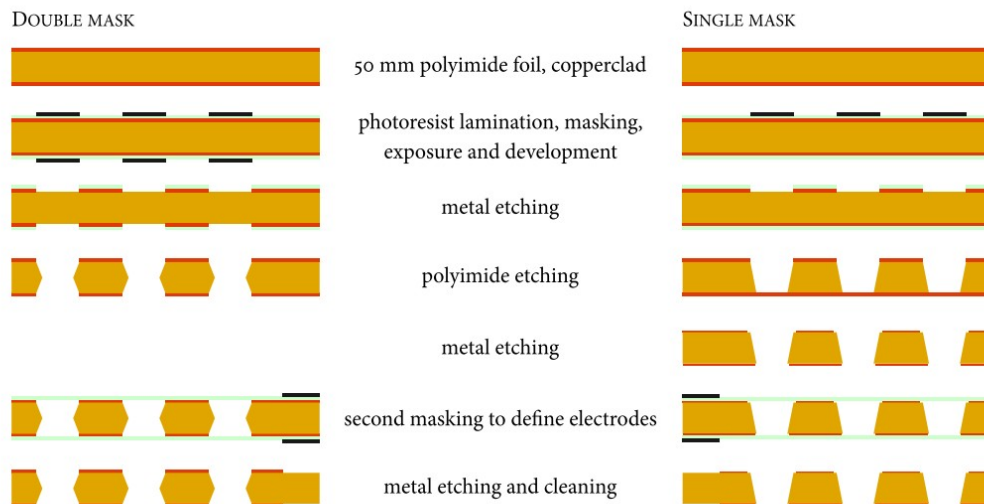 DOUBLE MASK
SINGLE MASK
50 mm polyimide foil, copperclad
photoresist lamination, masking,
exposure and development
metal etching
polyimide etching
metal etching
second masking to define electrodes
metal etching and cleaning